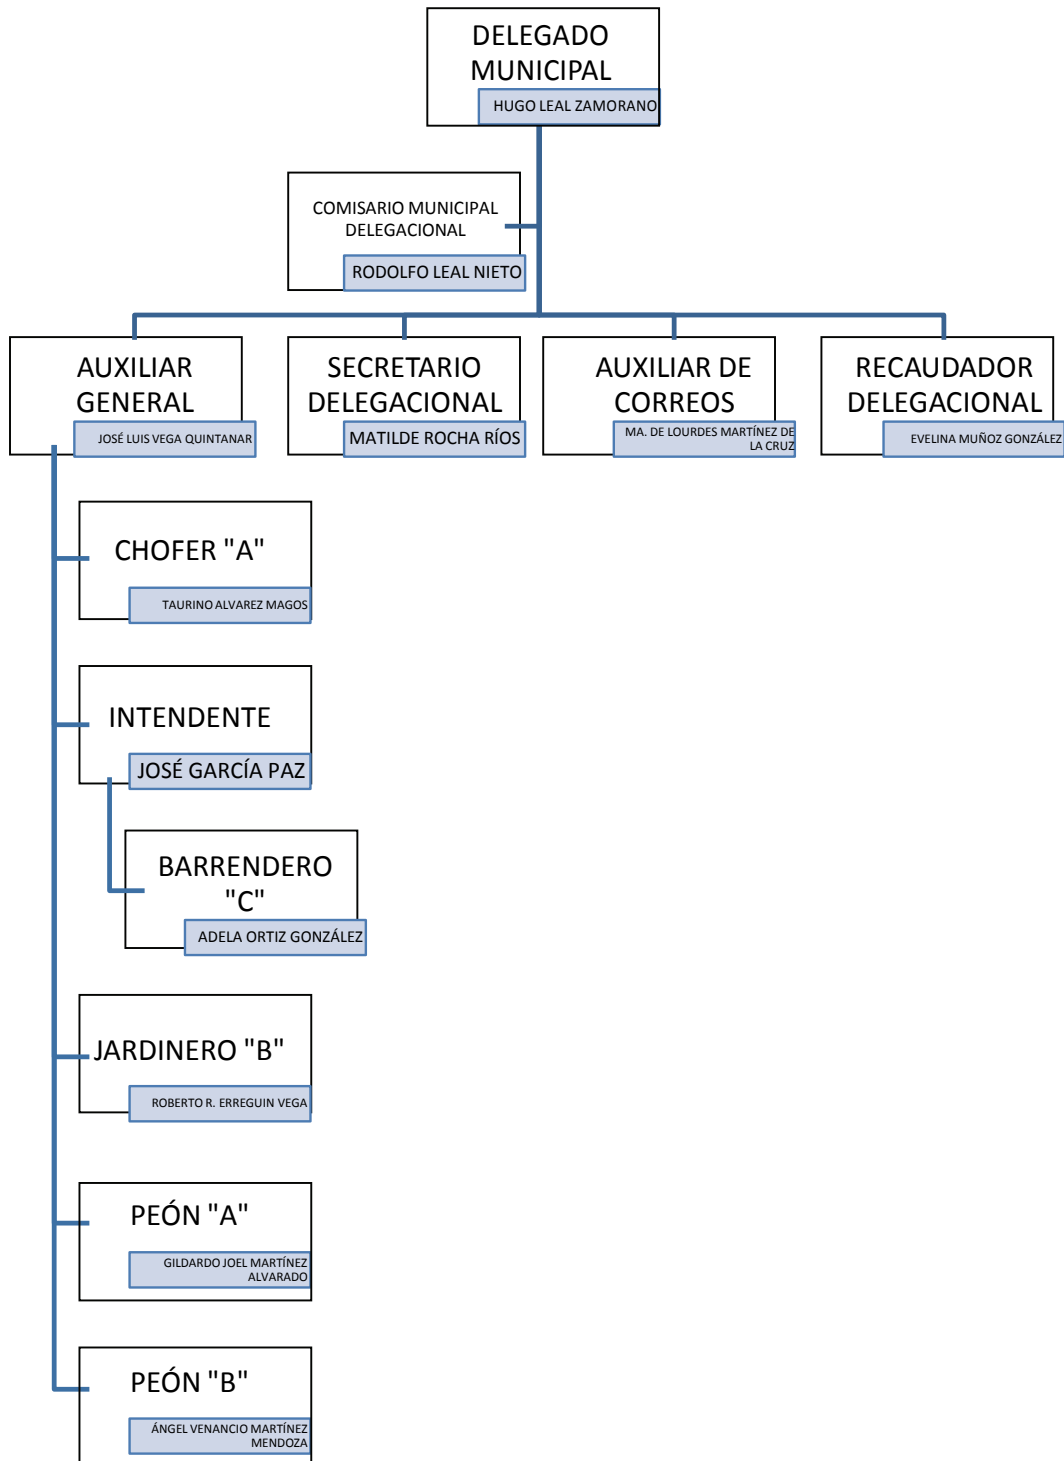 DELEGADO
MUNICIPAL
HUGO LEAL ZAMORANO
COMISARIO MUNICIPAL
DELEGACIONAL
RODOLFO LEAL NIETO
AUXILIAR
GENERAL
JOSÉ LUIS VEGA QUINTANAR
SECRETARIO
DELEGACIONAL
MATILDE ROCHA RÍOS
AUXILIAR DE
CORREOS
MA. DE LOURDES MARTÍNEZ DE
LA CRUZ
RECAUDADOR
DELEGACIONAL
EVELINA MUÑOZ GONZÁLEZ
CHOFER "A"
TAURINO ALVAREZ MAGOS
INTENDENTE
JOSÉ GARCÍA PAZ
BARRENDERO
"C"
ADELA ORTIZ GONZÁLEZ
JARDINERO "B"
ROBERTO R. ERREGUIN VEGA
PEÓN "A"
GILDARDO JOEL MARTÍNEZ
ALVARADO
PEÓN "B"
ÁNGEL VENANCIO MARTÍNEZ
MENDOZA